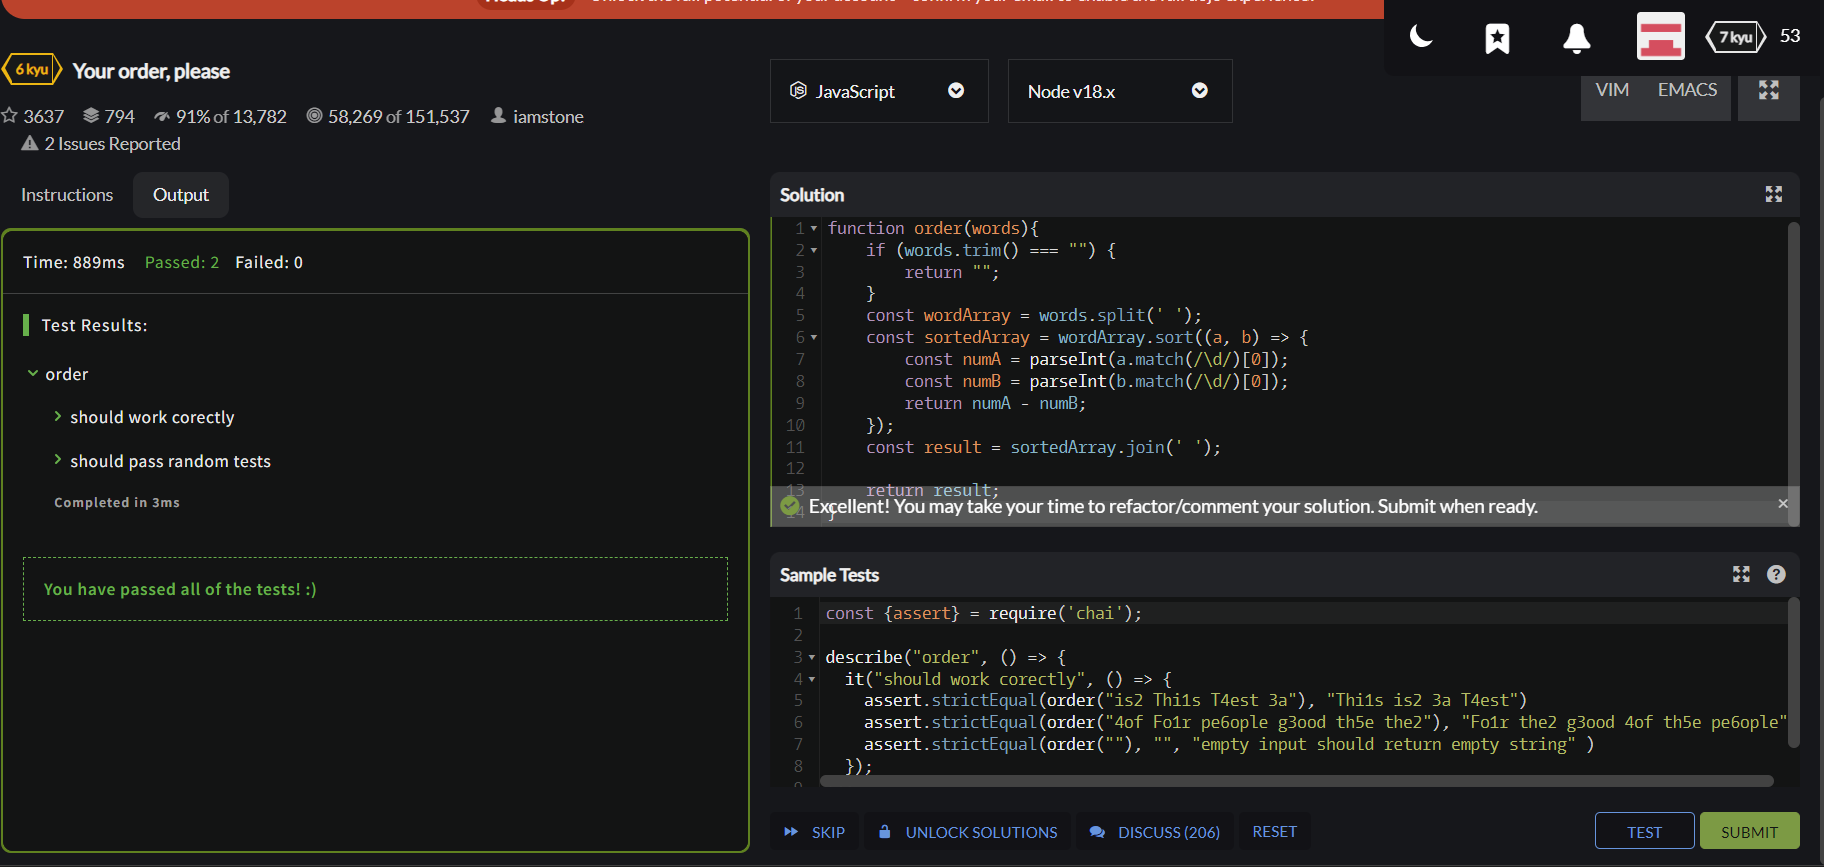 Heads Up!
6 kyu Your order, please
3637 794 91% of 13,782 58,269 of 151,537 iamstone
2 Issues Reported
Instructions Output
Time: 889ms Passed: 2 Failed: 0
Test Results:
order
should work corectly
should pass random tests
Completed in 3ms
You have passed all of the tests! :)
7 kyu 53
JavaScript Node v18.x VIM EMACS
Solution
1 function order(words){
2 if (words.trim() === "") {
3 return "";
4 }
5 const wordArray = words.split(' ');
6 const sortedArray = wordArray.sort((a, b) => {
7 const numA = parseInt(a.match(/\d/)[0]);
8 const numB = parseInt(b.match(/\d/)[0]);
9 return numA - numB;
10 });
11 const result = sortedArray.join(' ');
12
13 return result;
14 }
Excellent! You may take your time to refactor/comment your solution. Submit when ready.
Sample Tests
1 const {assert} = require('chai');
2
3 describe("order", () => {
4 it("should work corectly", () => {
5 assert.strictEqual(order("is2 Thi1s T4est 3a"), "Thi1s is2 3a T4est")
6 assert.strictEqual(order("4of Fo1r pe6ople g3ood th5e the2"), "Fo1r the2 g3ood 4of th5e pe6ople"
7 assert.strictEqual(order(""), "", "empty input should return empty string" )
8 });
9
SKIP UNLOCK SOLUTIONS DISCUSS (206) RESET TEST SUBMIT